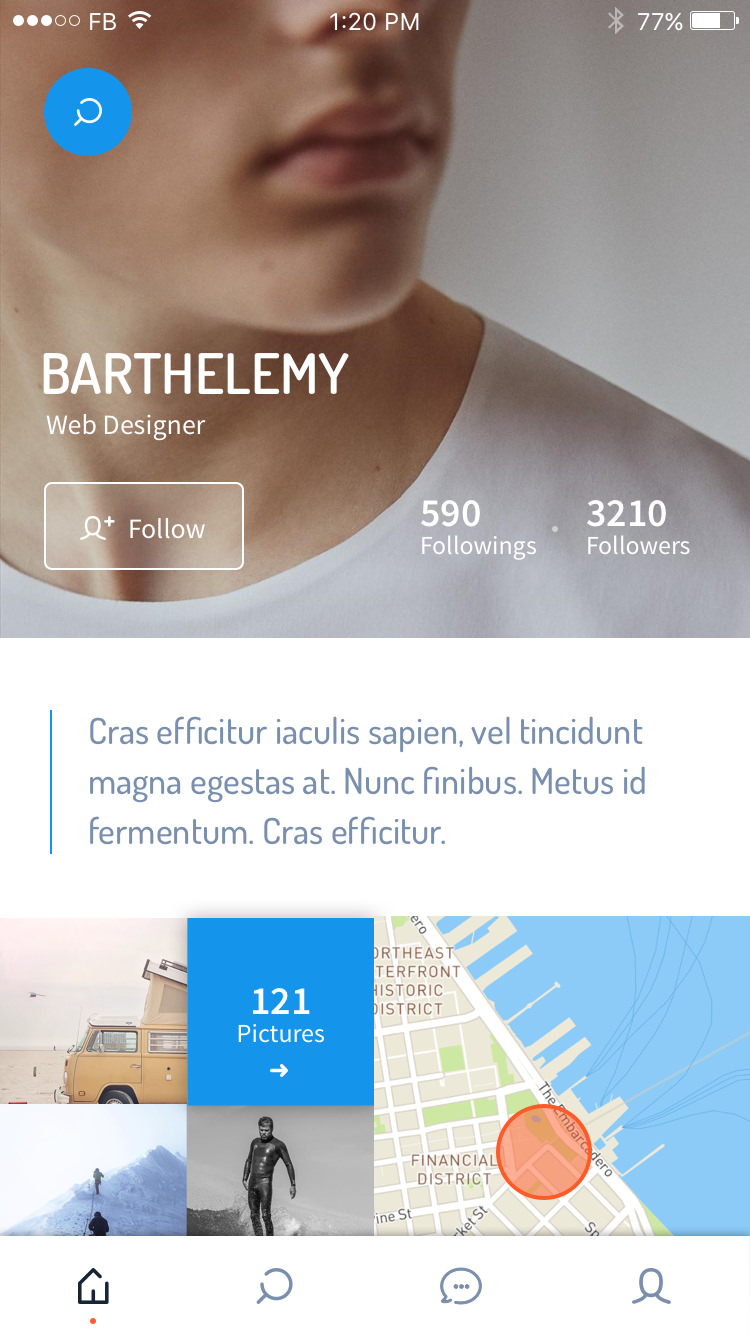 FB 1:20 PM 77%
BARTHELEMY
Web Designer
Follow
590
Followings
3210
Followers
Cras efficitur iaculis sapien, vel tincidunt
magna egestas at. Nunc finibus. Metus id
fermentum. Cras efficitur.
121
Pictures
ero
ORTHEAST
TERFRONT
HISTORIC
DISTRICT
The Embarcadero
FINANCIAL
DISTRICT
ine St
ket St
Sp